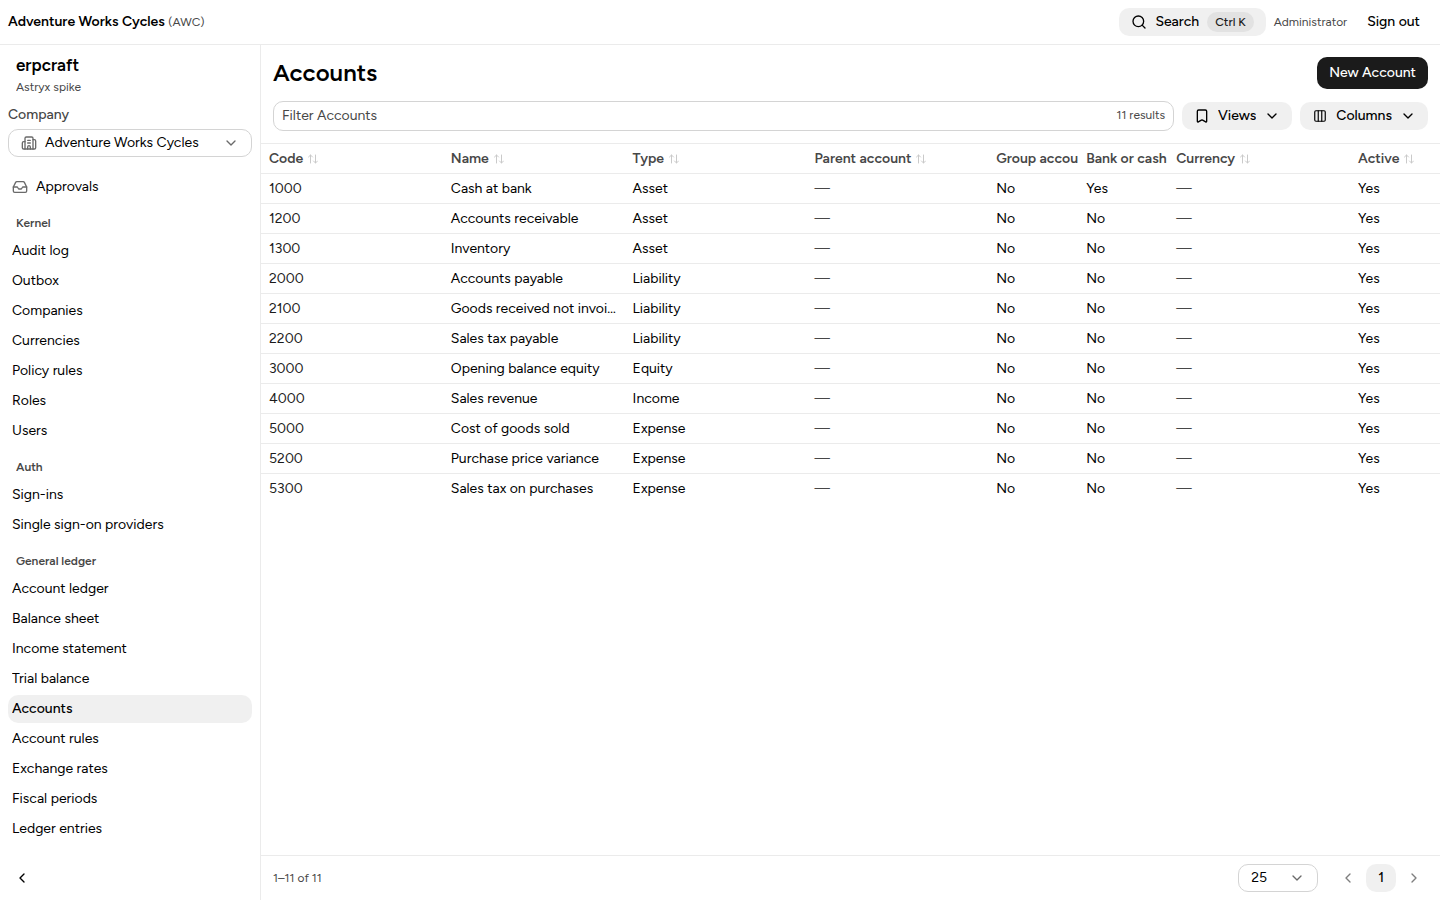 Adventure Works Cycles (AWC)
Search Ctrl K Administrator Sign out
erpcraft
Astryx spike
Company
Adventure Works Cycles
Approvals
Kernel
Audit log
Outbox
Companies
Currencies
Policy rules
Roles
Users
Auth
Sign-ins
Single sign-on providers
General ledger
Account ledger
Balance sheet
Income statement
Trial balance
Accounts
Account rules
Exchange rates
Fiscal periods
Ledger entries
Accounts
New Account
Filter Accounts 11 results Views Columns
Code Name Type Parent account Group accou Bank or cash Currency Active
1000 Cash at bank Asset — No Yes — Yes
1200 Accounts receivable Asset — No No — Yes
1300 Inventory Asset — No No — Yes
2000 Accounts payable Liability — No No — Yes
2100 Goods received not invoi... Liability — No No — Yes
2200 Sales tax payable Liability — No No — Yes
3000 Opening balance equity Equity — No No — Yes
4000 Sales revenue Income — No No — Yes
5000 Cost of goods sold Expense — No No — Yes
5200 Purchase price variance Expense — No No — Yes
5300 Sales tax on purchases Expense — No No — Yes
1–11 of 11 25 1